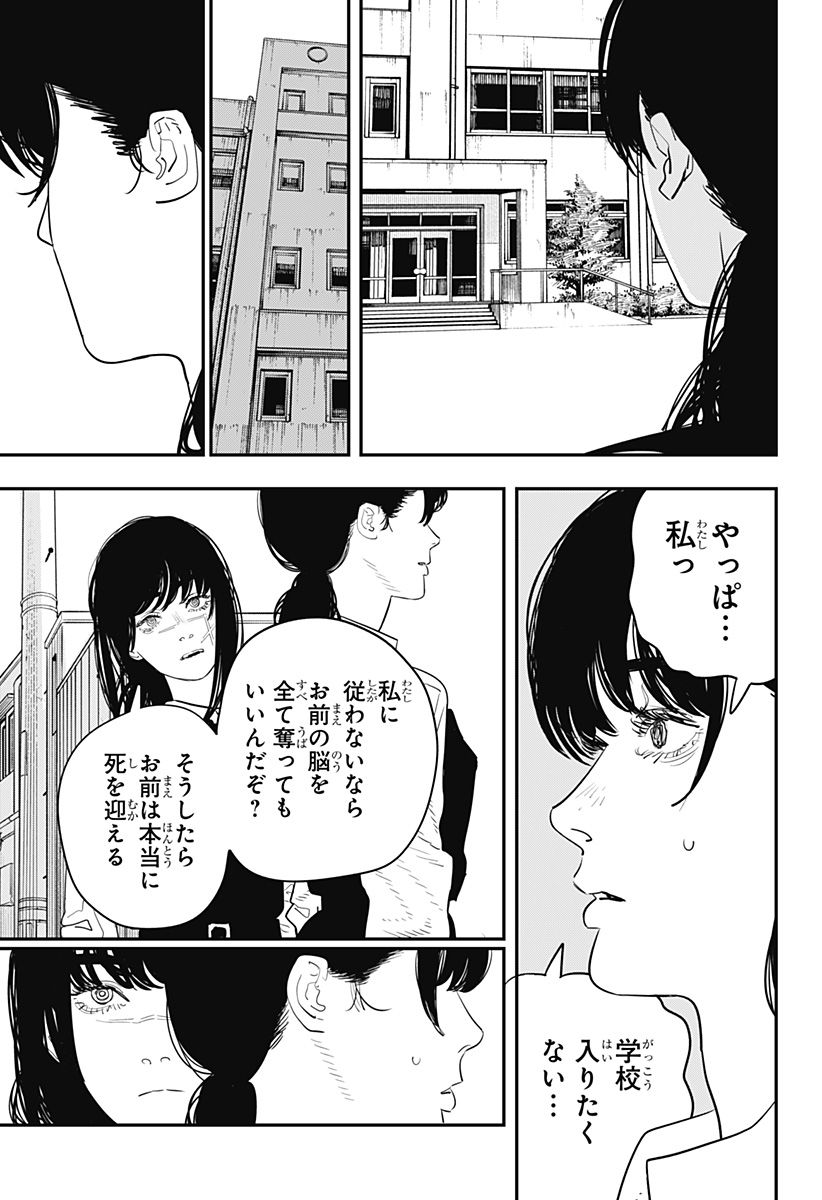 やっぱ…
私っ
学校
入りたく
ない…
私に
従わないなら
お前の脳を
全て奪っても
いいんだぞ?
そうしたら
お前は本当に
死を迎える